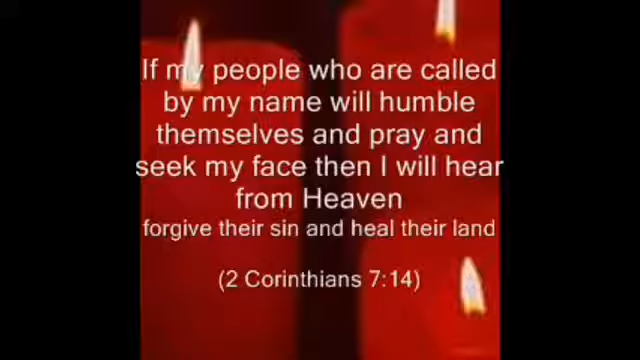 If my people who are called
by my name will humble
themselves and pray and
seek my face then I will hear
from Heaven
forgive their sin and heal their land
(2 Corinthians 7:14)